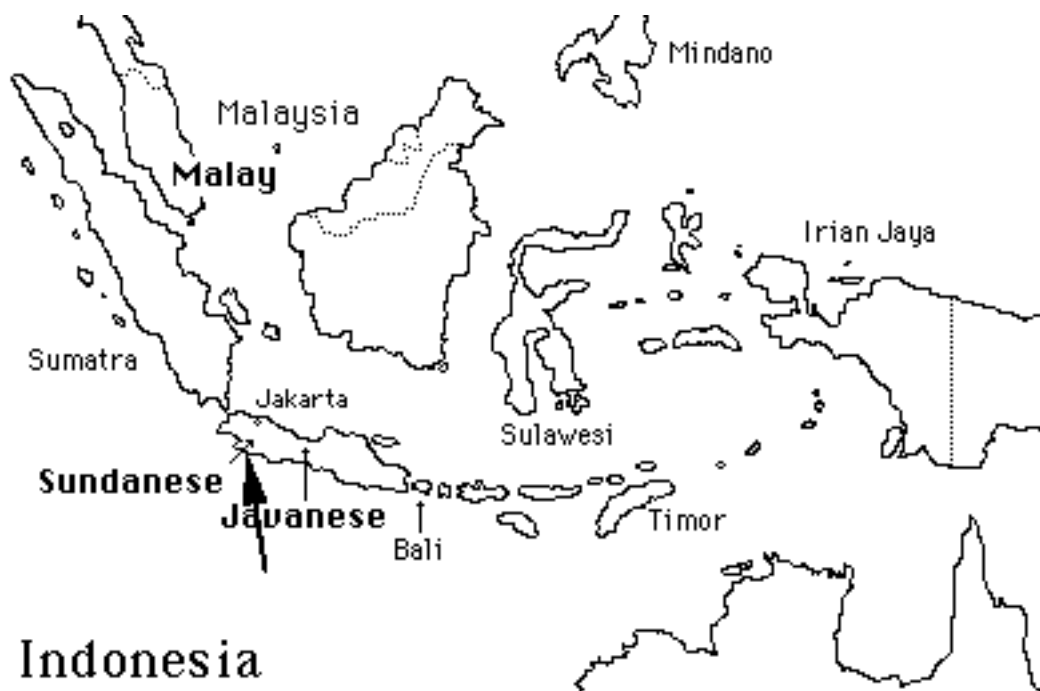 Mindano
Malaysia
Malay
Irian Jaya
Sumatra
Jakarta
Sulawesi
Sundanese
Javanese
Timor
Bali
Indonesia